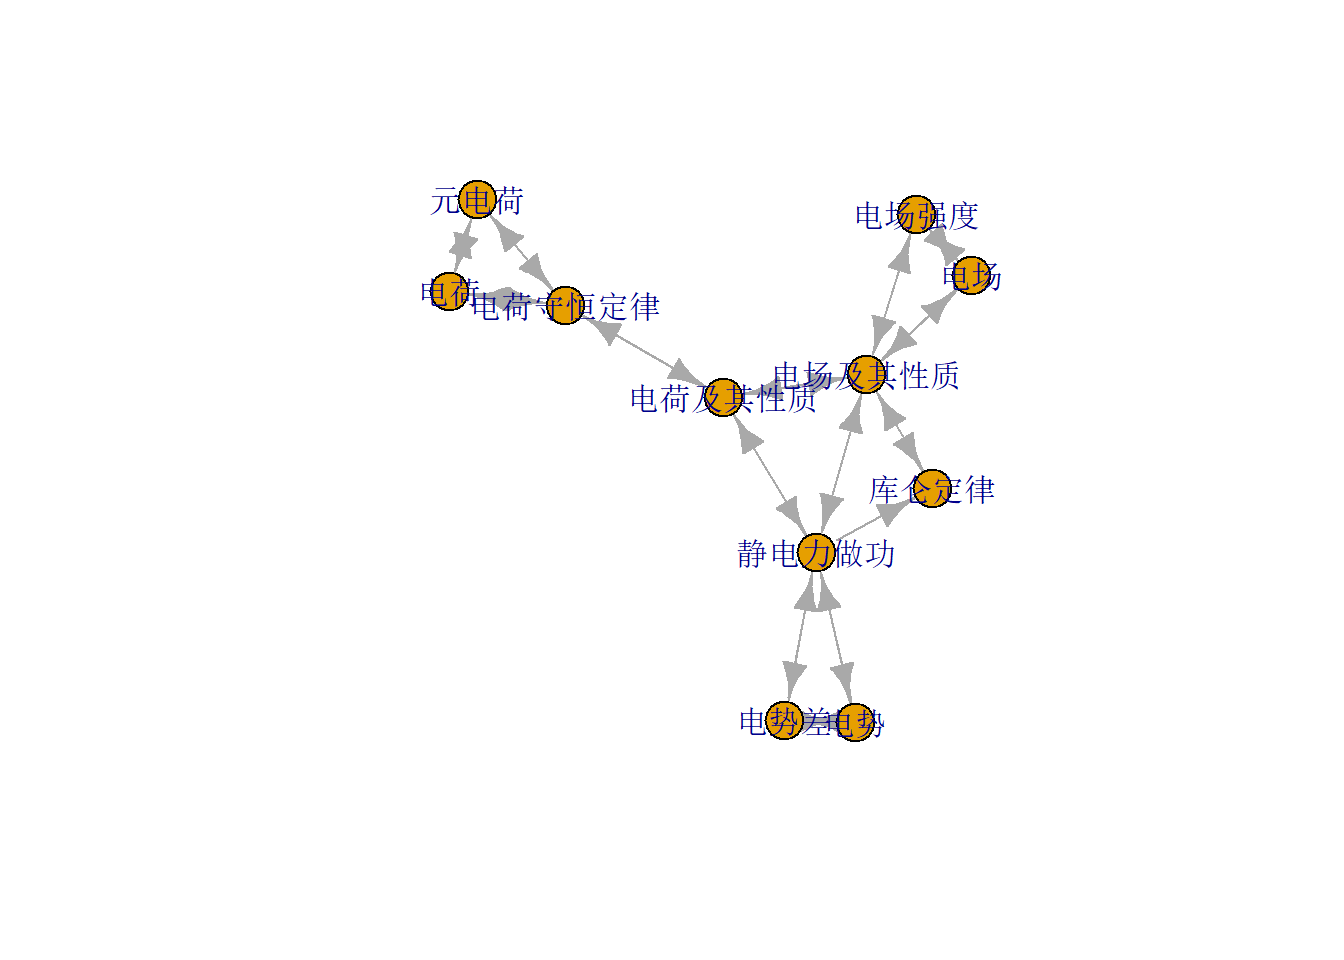 元电荷
电场强度
电场
电荷
电荷守恒定律
电场及其性质
电荷及其性质
库仑定律
静电力做功
电势差
电势